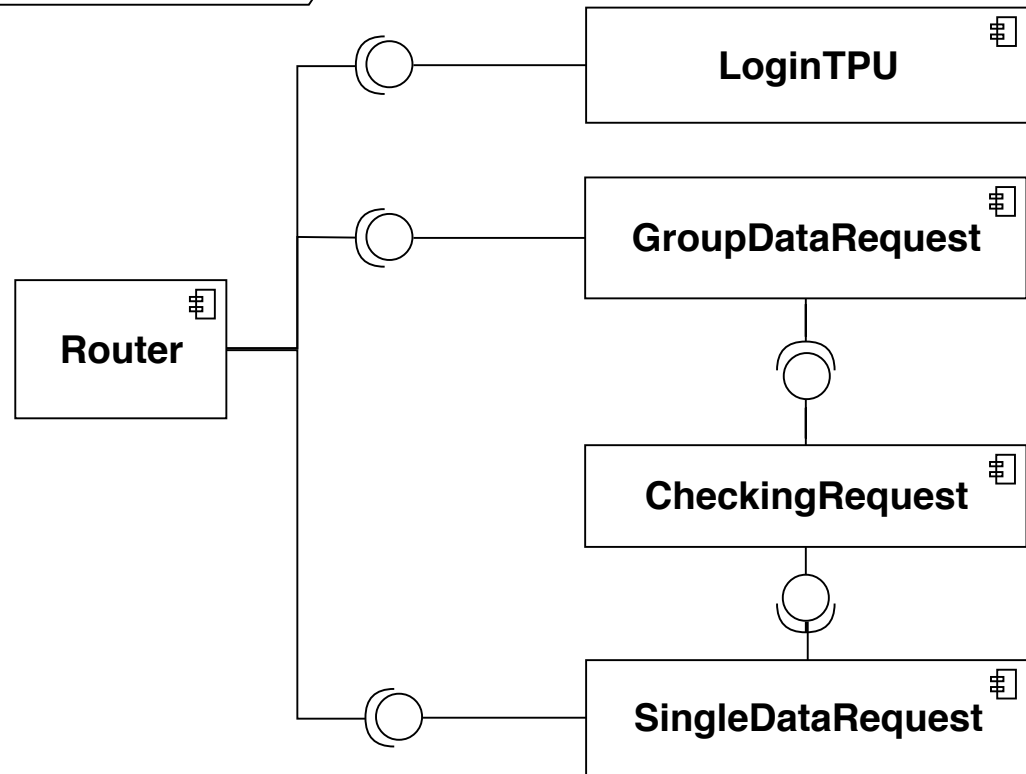 LoginTPU
GroupDataRequest
Router
CheckingRequest
SingleDataRequest